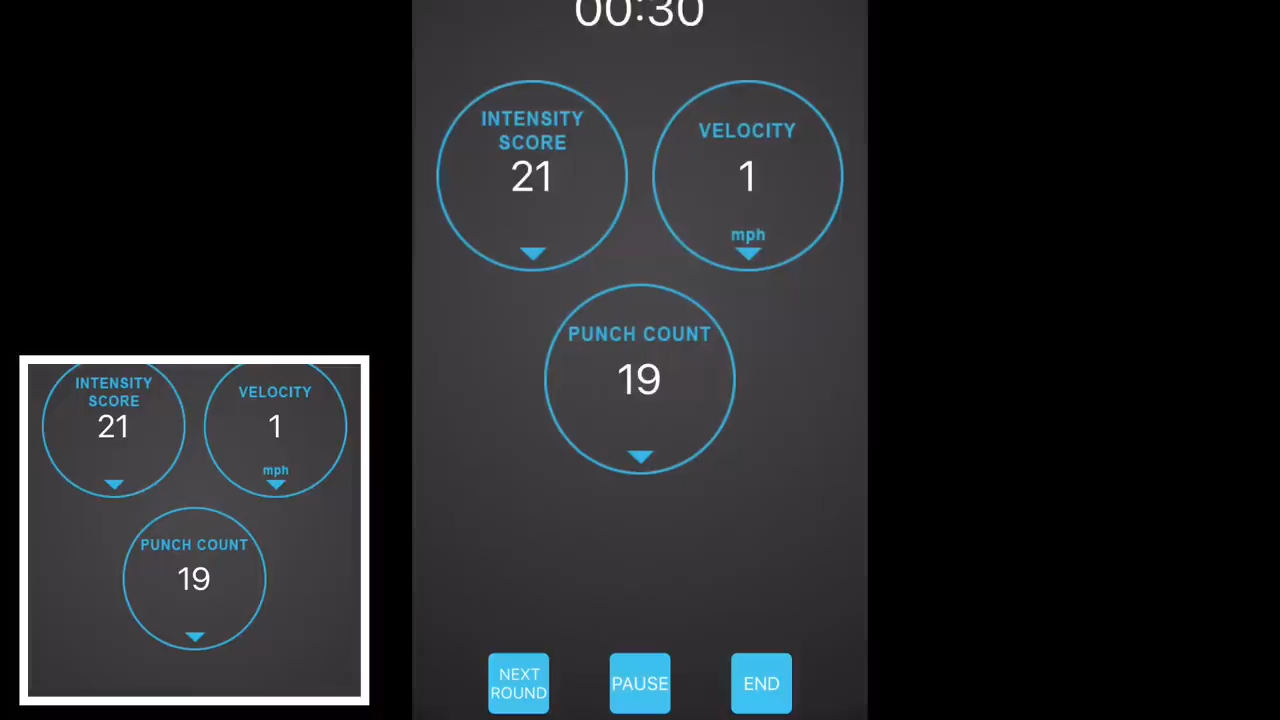 00:30
INTENSITY
SCORE
21
VELOCITY
1
mph
PUNCH COUNT
19
INTENSITY
SCORE
21
VELOCITY
1
mph
PUNCH COUNT
19
NEXT
ROUND
PAUSE
END